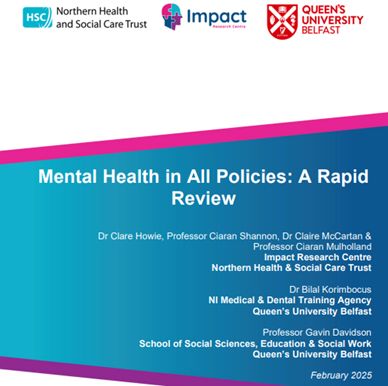 HSC
Northern Health
and Social Care Trust
Impact
Research Centre
QUEEN'S
UNIVERSITY
BELFAST
Mental Health in All Policies: A Rapid
Review
Dr Clare Howie, Professor Ciaran Shannon, Dr Claire McCartan &
Professor Ciaran Mulholland
Impact Research Centre
Northern Health & Social Care Trust
Dr Bilal Korimbocus
NI Medical & Dental Training Agency
Queen's University Belfast
Professor Gavin Davidson
School of Social Sciences, Education & Social Work
Queen's University Belfast
February 2025